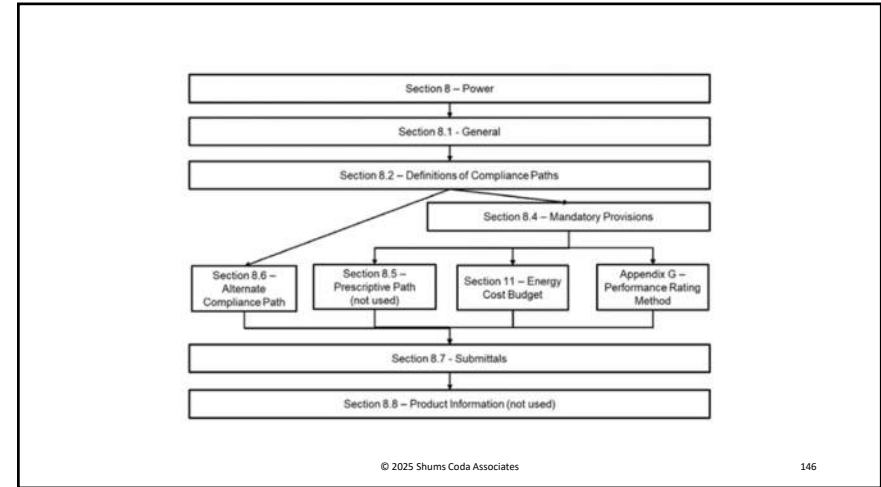 Section 8 – Power
Section 8.1 - General
Section 8.2 – Definitions of Compliance Paths
Section 8.4 – Mandatory Provisions
Section 8.6 –
Alternate
Compliance Path
Section 8.5 –
Prescriptive Path
(not used)
Section 11 – Energy
Cost Budget
Appendix G –
Performance Rating
Method
Section 8.7 - Submittals
Section 8.8 – Product Information (not used)
© 2025 Shums Coda Associates
146